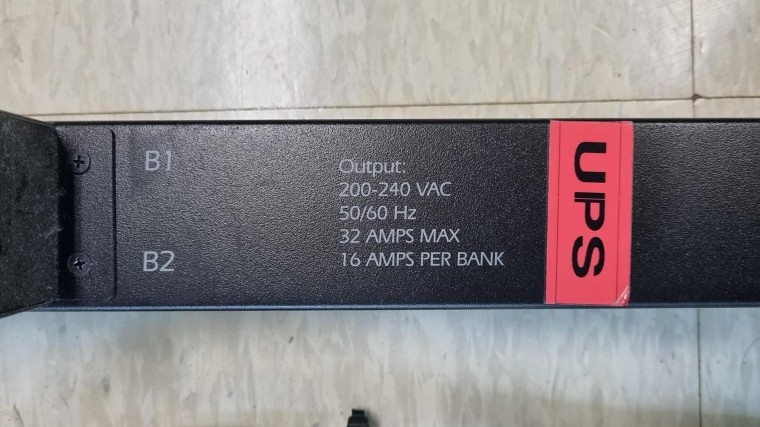 B1
B2
Output:
200-240 VAC
50/60 Hz
32 AMPS MAX
16 AMPS PER BANK
UPS